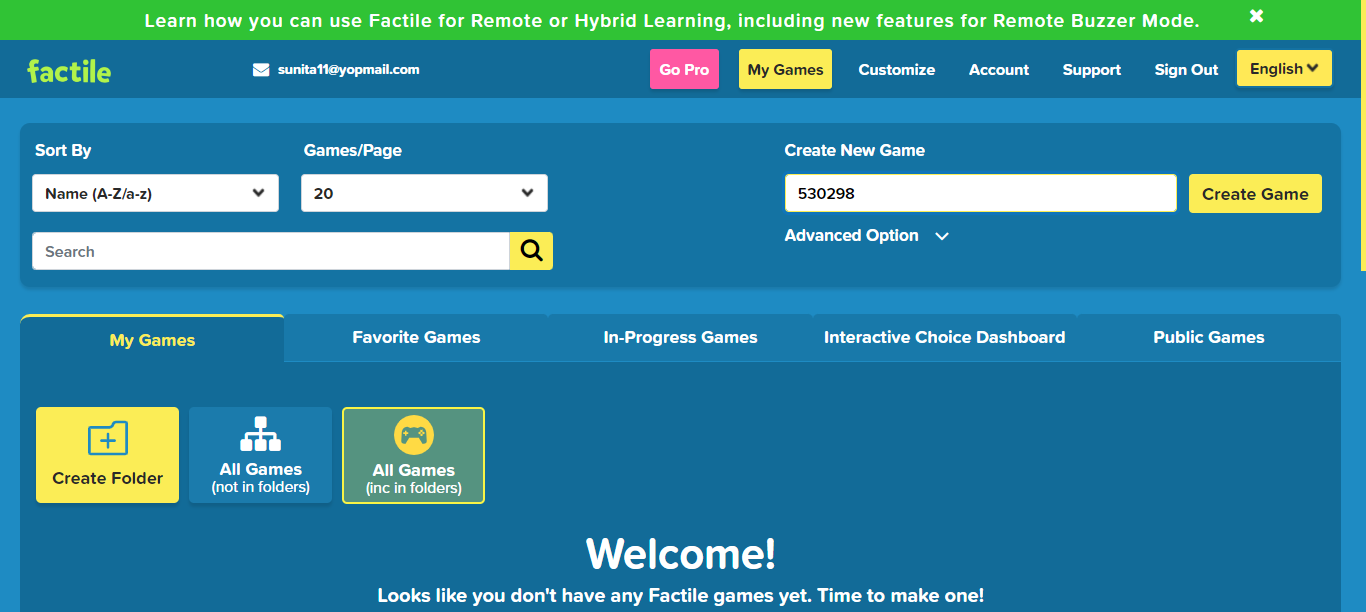 Learn how you can use Factile for Remote or Hybrid Learning, including new features for Remote Buzzer Mode.
factile
sunita11@yopmail.com
Go Pro
My Games
Customize
Account
Support
Sign Out
English
Sort By
Games/Page
Create New Game
Name (A-Z/a-z)
20
530298
Create Game
Advanced Option
Search
My Games
Favorite Games
In-Progress Games
Interactive Choice Dashboard
Public Games
Create Folder
All Games
(not in folders)
All Games
(inc in folders)
Welcome!
Looks like you don't have any Factile games yet. Time to make one!